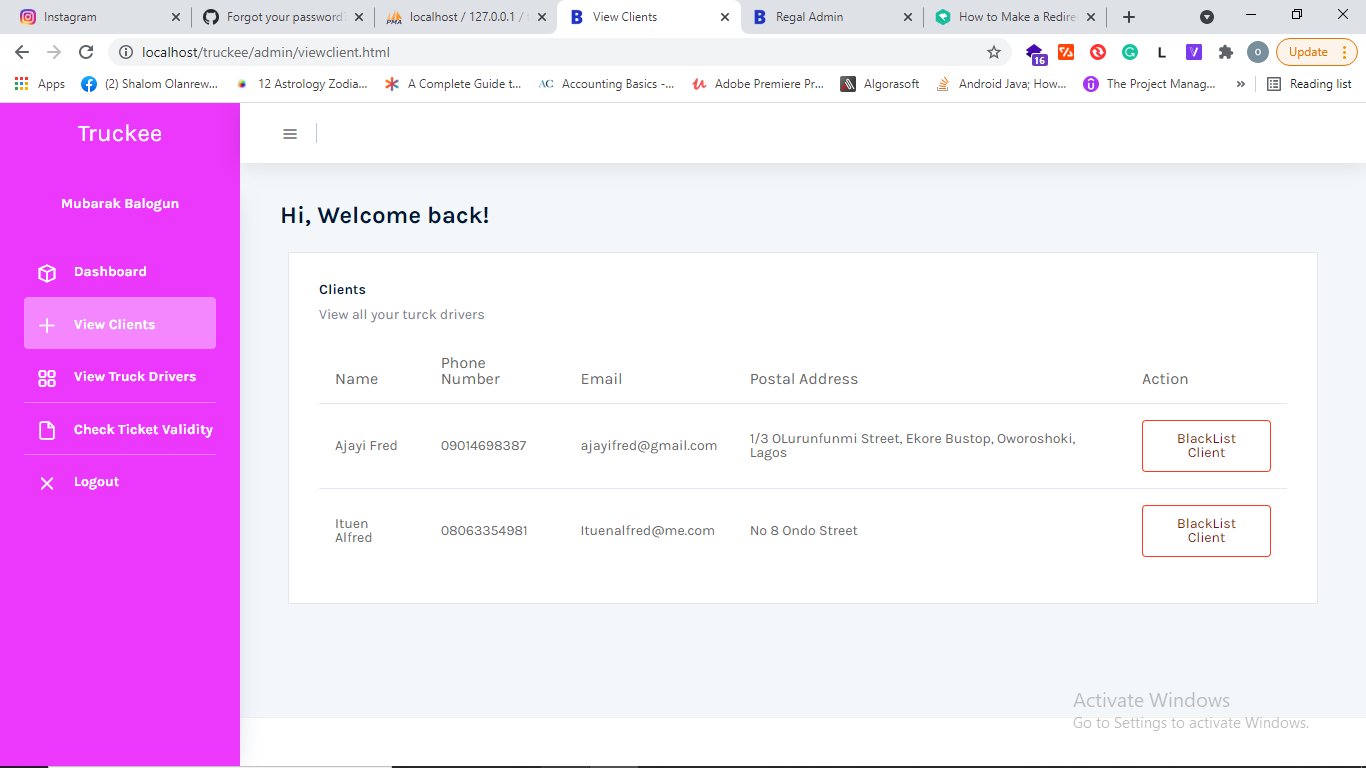 Instagram
Forgot your password
localhost / 127.0.0.1 /
View Clients
Regal Admin
How to Make a Redire
localhost/truckee/admin/viewclient.html
16
L
o
Update
Apps
(2) Shalom Olanrew...
12 Astrology Zodia...
A Complete Guide t...
AC Accounting Basics -...
Adobe Premiere Pr...
Algorasoft
Android Java; How...
The Project Manag...
»
Reading list
Truckee
Mubarak Balogun
Dashboard
View Clients
View Truck Drivers
Check Ticket Validity
Logout
Hi, Welcome back!
Clients
View all your turck drivers
Name
Phone
Number
Email
Postal Address
Action
Ajayi Fred
09014698387
ajayifred@gmail.com
1/3 OLurunfunmi Street, Ekore Bustop, Oworoshoki,
Lagos
BlackList
Client
Ituen
Alfred
08063354981
Ituenalfred@me.com
No 8 Ondo Street
BlackList
Client
Activate Windows
Go to Settings to activate Windows.